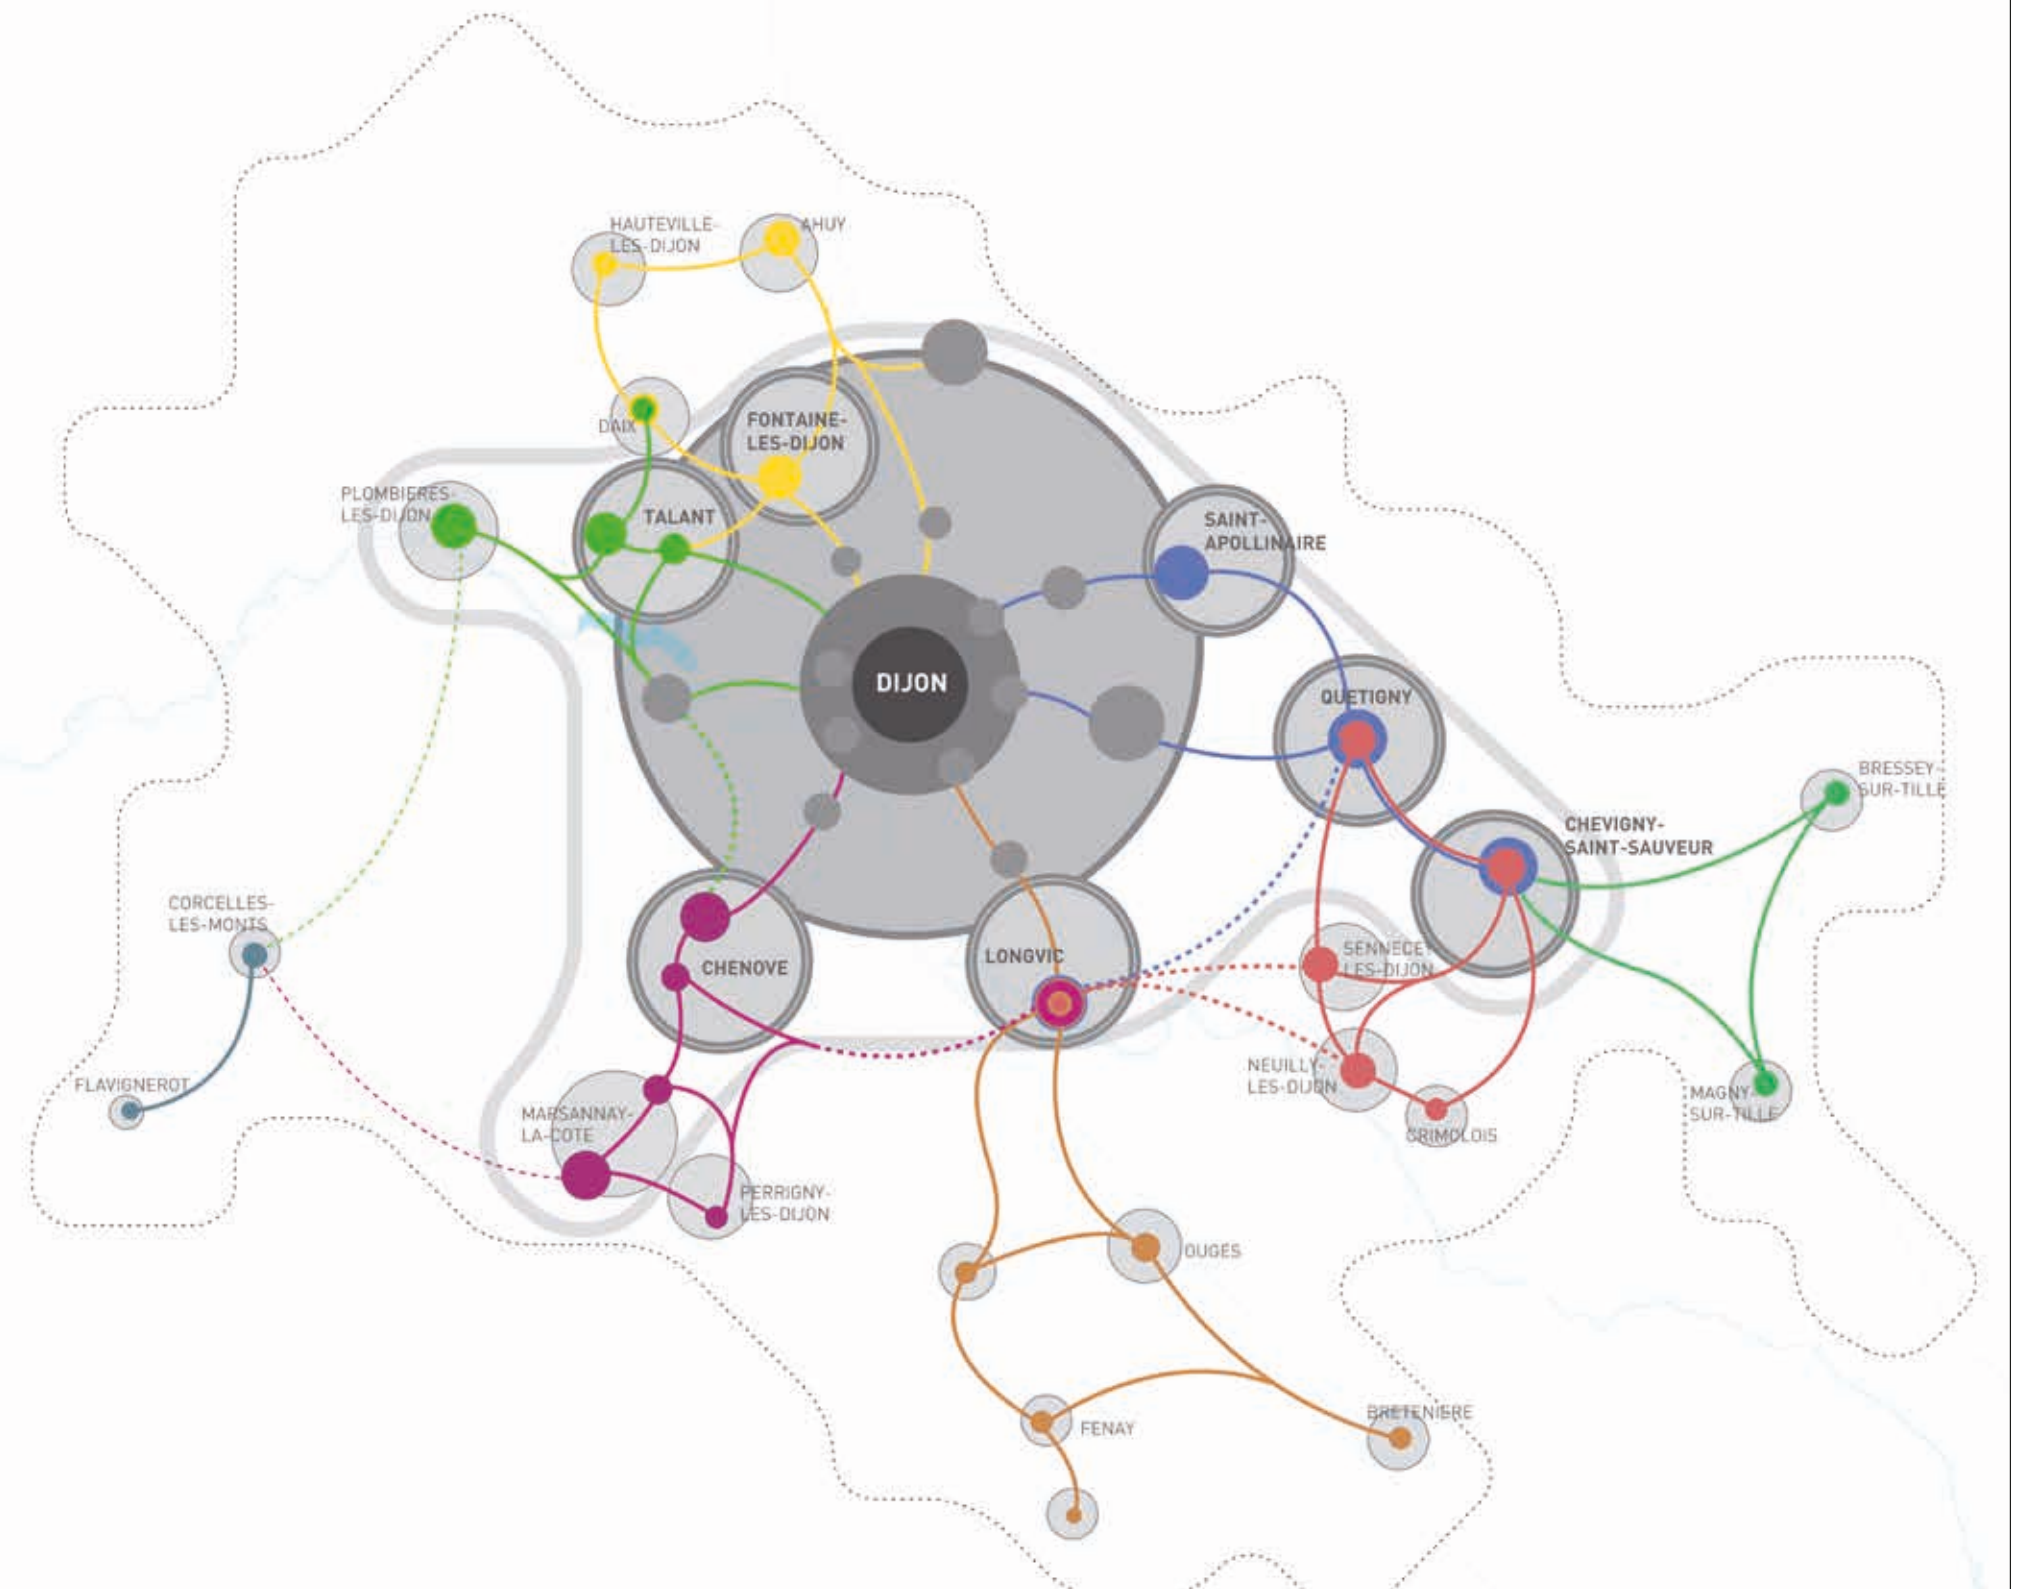 HAUTEVILLE-
LES-DIJON
AHUY
DAIX
FONTAINE-
LES-DIJON
PLOMBIERES-
LES-DIJON
TALANT
SAINT-
APOLLINAIRE
DIJON
QUETIGNY
BRESSEY-
SUR-TILLE
CHEVIGNY-
SAINT-SAUVEUR
CORCELLES-
LES-MONTS
CHENOVE
LONGVIC
SENNECEY-
LES-DIJON
FLAVIGNEROT
MARSANNAY-
LA-COTE
NEUILLY-
LES-DIJON
MAGNY-
SUR-TILLE
CRIMOLOIS
PERRIGNY-
LES-DIJON
OUGES
FENAY
BRETENIERE